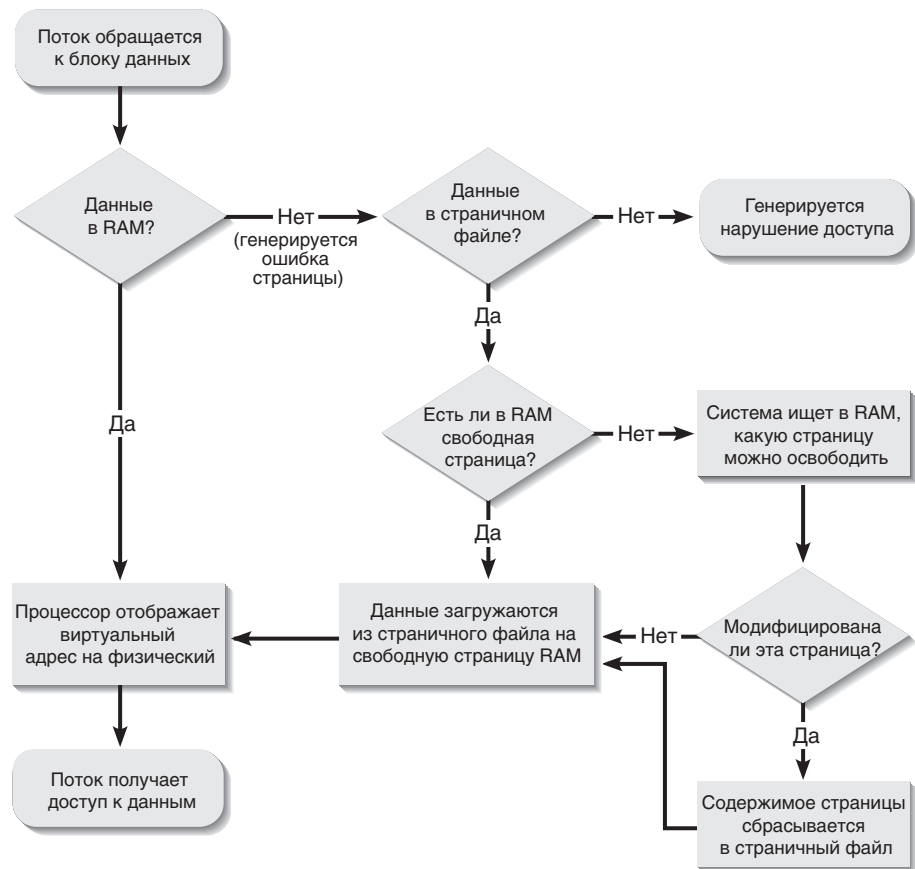 Поток обращается
к блоку данных
Данные
в RAM?
Нет
(генерируется
ошибка
страницы)
Данные
в страничном
файле?
Нет
Генерируется
нарушение доступа
Да
Да
Есть ли в RAM
свободная
страница?
Нет
Система ищет в RAM,
какую страницу
можно освободить
Да
Процессор отображает
виртуальный
адрес на физический
Данные загружаются
из страничного файла на
свободную страницу RAM
Нет
Модифицирована
ли эта страница?
Да
Поток получает
доступ к данным
Содержимое страницы
сбрасывается
в страничный файл